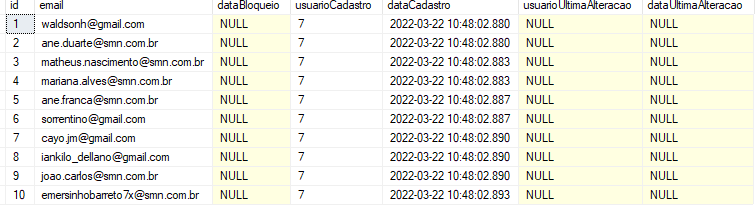 id email dataBloqueio usuarioCadastro dataCadastro usuarioUltimaAlteracao dataUltimaAlteracao
1 waldsonh@gmail.com NULL 7 2022-03-22 10:48:02.880 NULL NULL
2 ane.duarte@smn.com.br NULL 7 2022-03-22 10:48:02.880 NULL NULL
3 matheus.nascimento@smn.com.br NULL 7 2022-03-22 10:48:02.883 NULL NULL
4 mariana.alves@smn.com.br NULL 7 2022-03-22 10:48:02.883 NULL NULL
5 ane.franca@smn.com.br NULL 7 2022-03-22 10:48:02.887 NULL NULL
6 sorrentino@gmail.com NULL 7 2022-03-22 10:48:02.887 NULL NULL
7 cayo.jm@gmail.com NULL 7 2022-03-22 10:48:02.890 NULL NULL
8 iankilo_dellano@gmail.com NULL 7 2022-03-22 10:48:02.890 NULL NULL
9 joao.carlos@smn.com.br NULL 7 2022-03-22 10:48:02.890 NULL NULL
10 emersinhobarreto7x@smn.com.br NULL 7 2022-03-22 10:48:02.893 NULL NULL